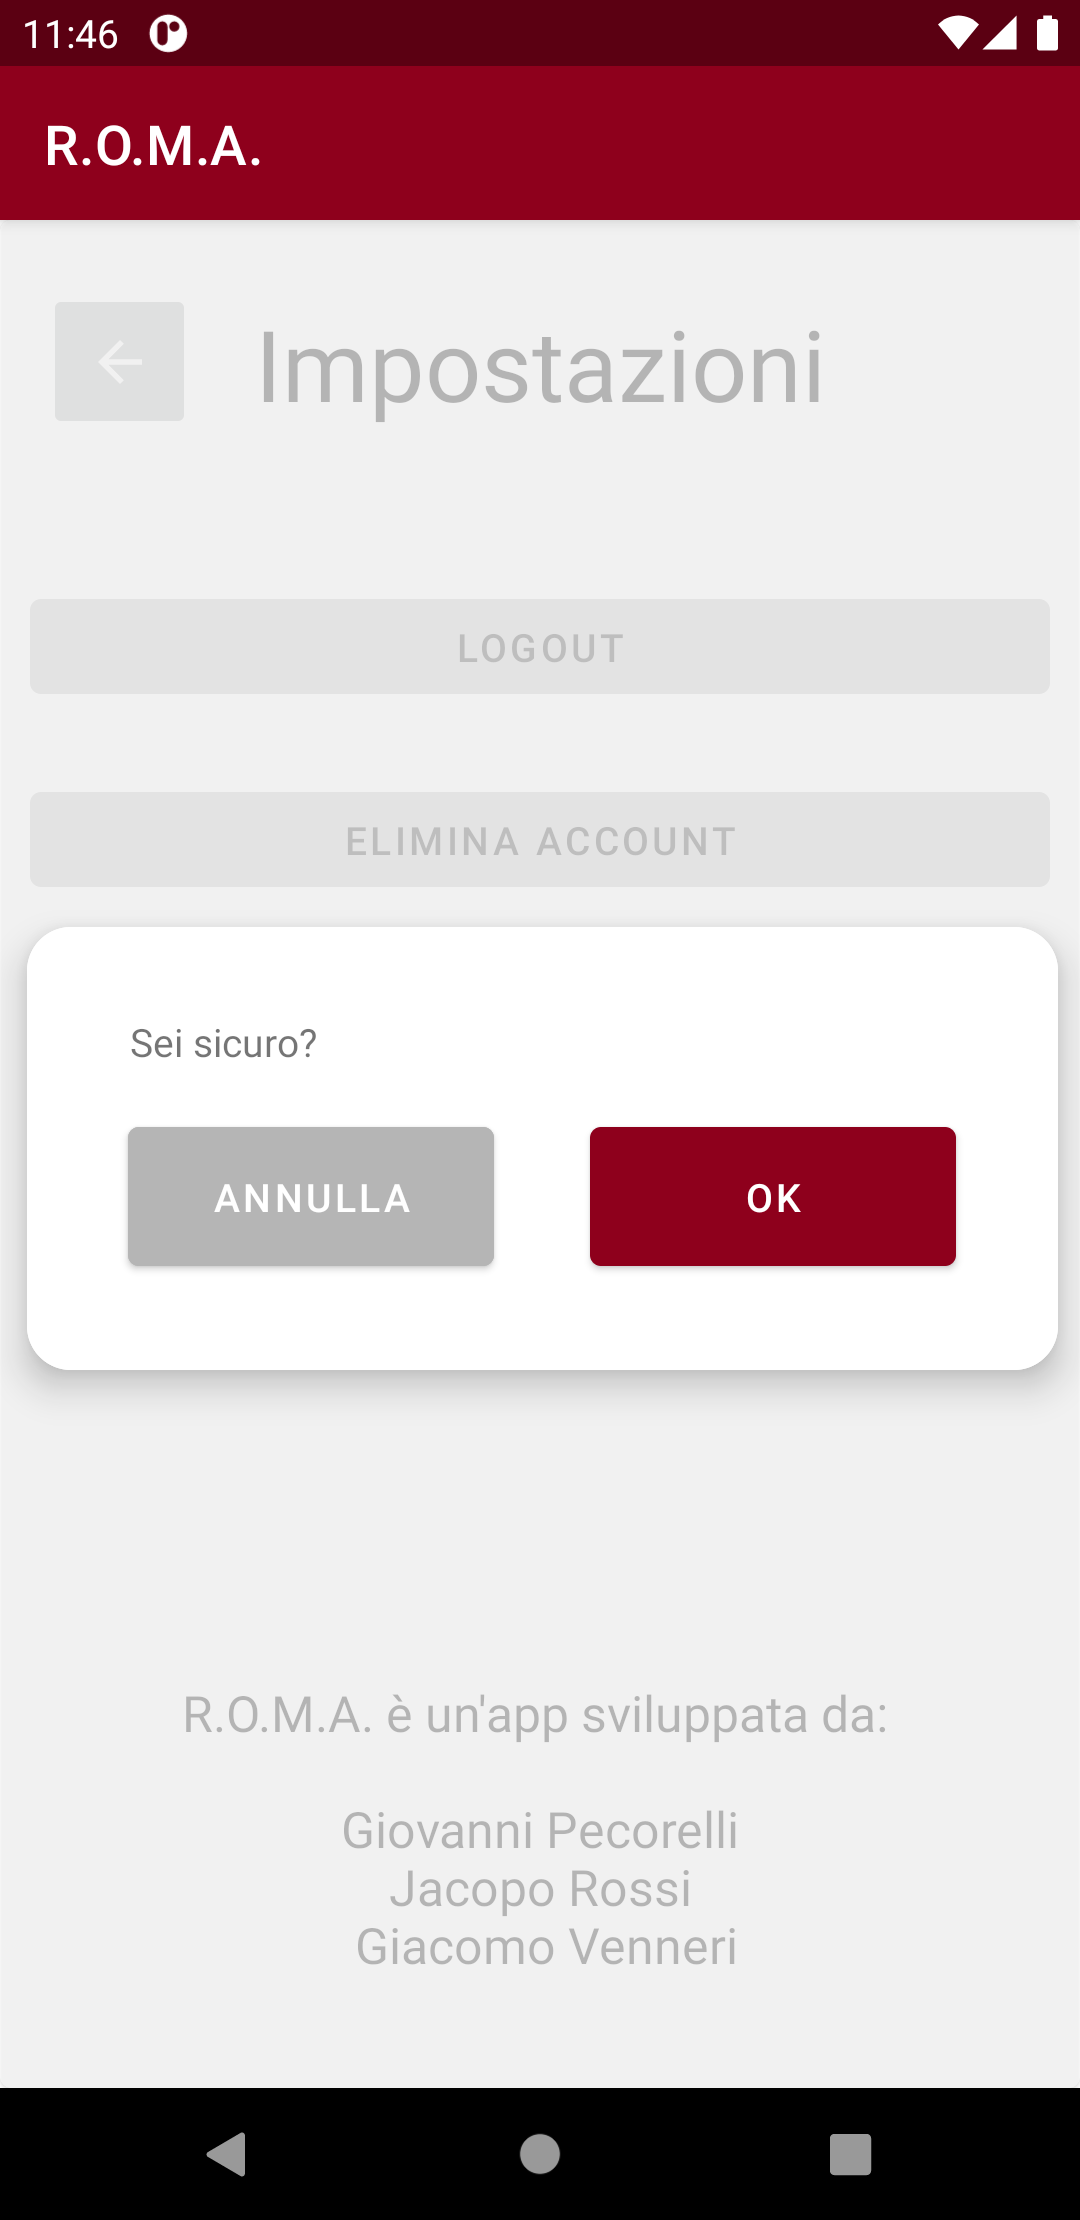 11:46
R.O.M.A.
Impostazioni
LOGOUT
ELIMINA ACCOUNT
Sei sicuro?
ANNULLA
OK
R.O.M.A. è un'app sviluppata da:
Giovanni Pecorelli
Jacopo Rossi
Giacomo Venneri